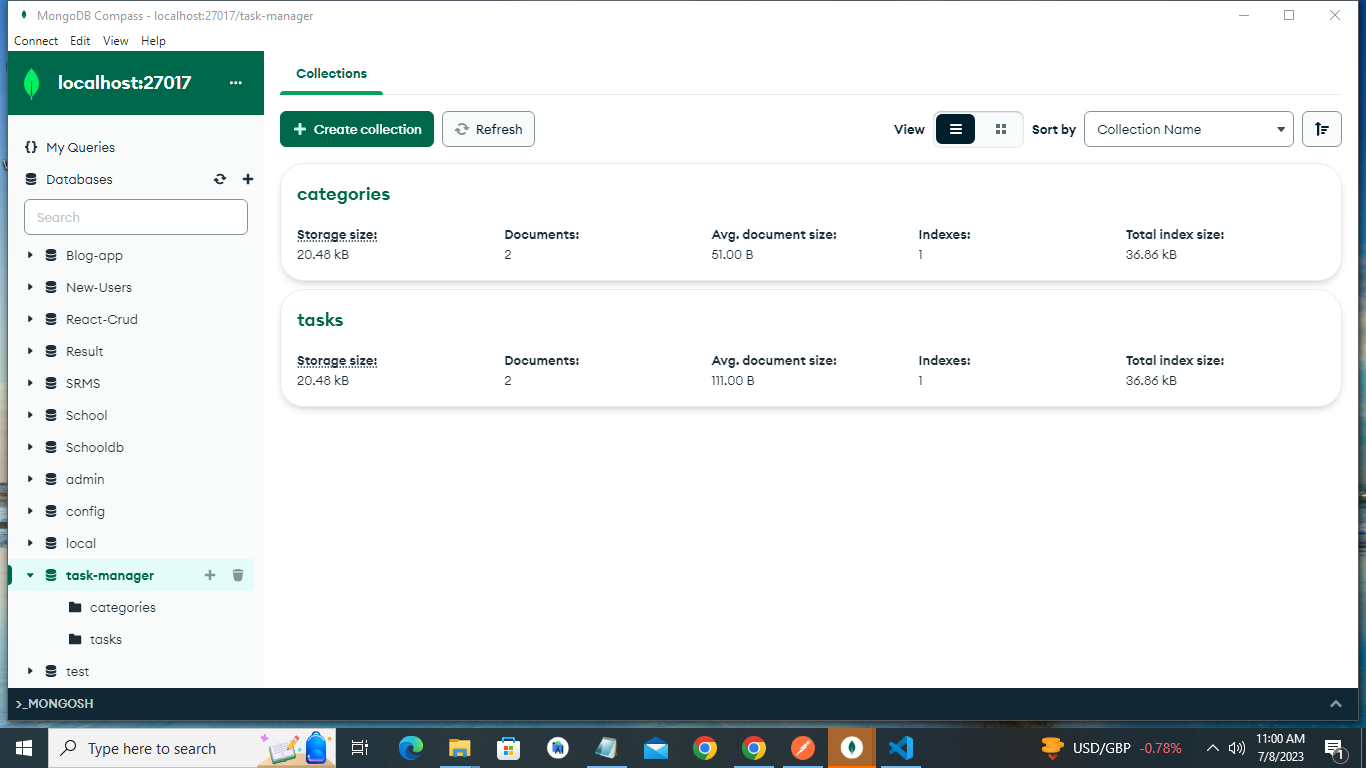 MongoDB Compass - localhost:27017/task-manager
Connect Edit View Help
localhost:27017 ...
Collections
Create collection Refresh View Sort by Collection Name
{} My Queries
Databases
Search
Blog-app
New-Users
React-Crud
Result
SRMS
School
Schooldb
admin
config
local
task-manager
categories
tasks
test
categories
Storage size: Documents: Avg. document size: Indexes: Total index size:
20.48 kB 2 51.00 B 1 36.86 kB
tasks
Storage size: Documents: Avg. document size: Indexes: Total index size:
20.48 kB 2 111.00 B 1 36.86 kB
>_MONGOSH
Type here to search USD/GBP -0.78% 11:00 AM
7/8/2023 1